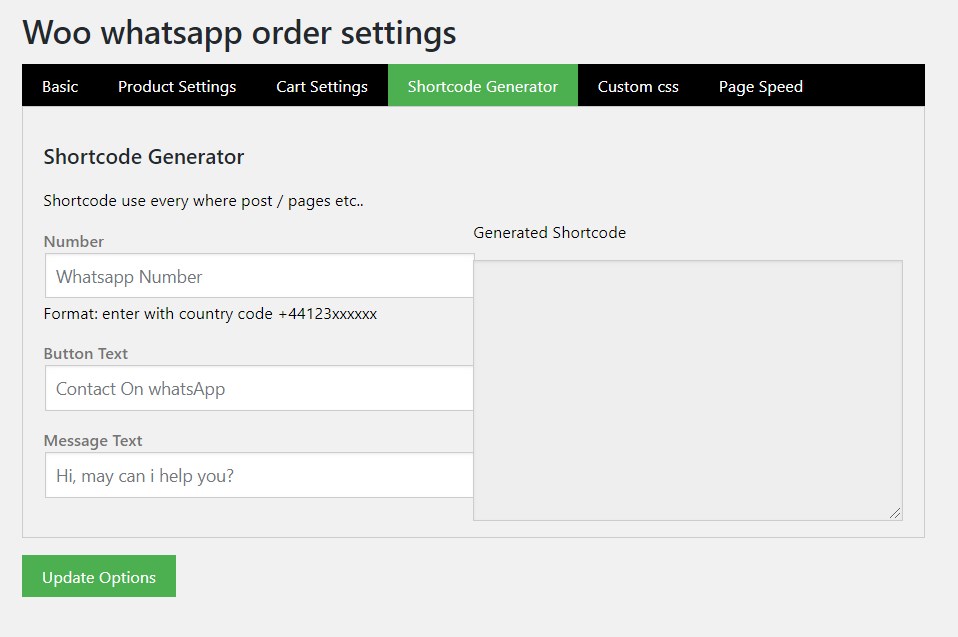 Woo whatsapp order settings
Basic Product Settings Cart Settings Shortcode Generator Custom css Page Speed
Shortcode Generator
Shortcode use every where post / pages etc..
Number
Whatsapp Number
Format: enter with country code +44123xxxxxx
Button Text
Contact On whatsApp
Message Text
Hi, may can i help you?
Generated Shortcode
Update Options